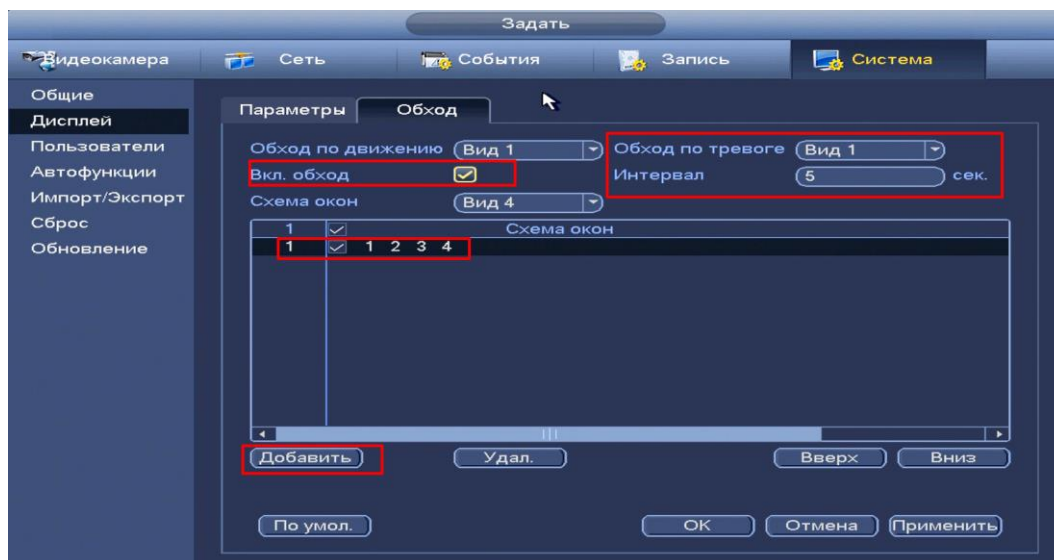 Задать
Видеокамера Сеть События Запись Система
Общие
Дисплей
Пользователи
Автофункции
Импорт/Экспорт
Сброс
Обновление
Параметры Обход
Обход по движению Вид 1 Обход по тревоге Вид 1
Вкл. обход Интервал 5 сек.
Схема окон Вид 4
1 Схема окон
1 1 2 3 4
Добавить Удал. Вверх Вниз
По умол. OK Отмена Применить